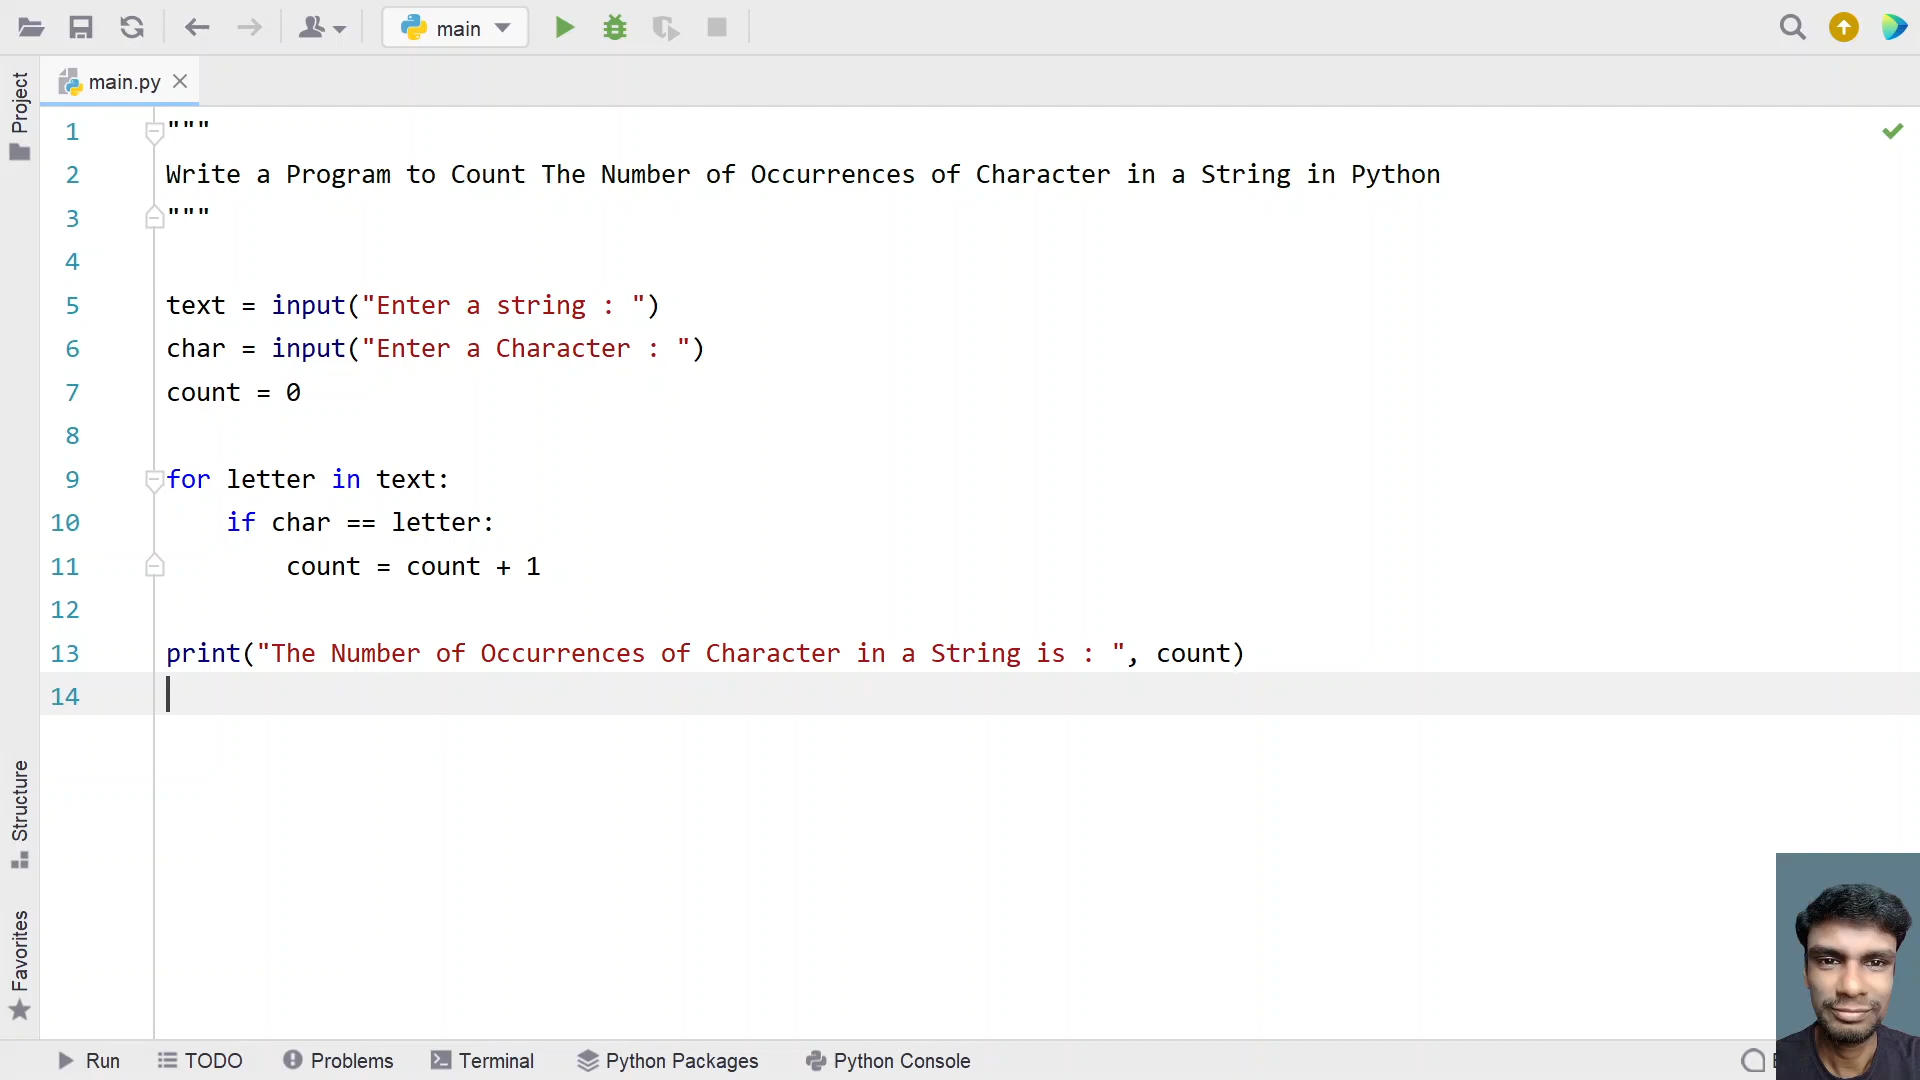 main
main.py
Project
1 """
2 Write a Program to Count The Number of Occurrences of Character in a String in Python
3 """
4
5 text = input("Enter a string : ")
6 char = input("Enter a Character : ")
7 count = 0
8
9 for letter in text:
10 if char == letter:
11 count = count + 1
12
13 print("The Number of Occurrences of Character in a String is : ", count)
14
Structure
Favorites
Run TODO Problems Terminal Python Packages Python Console